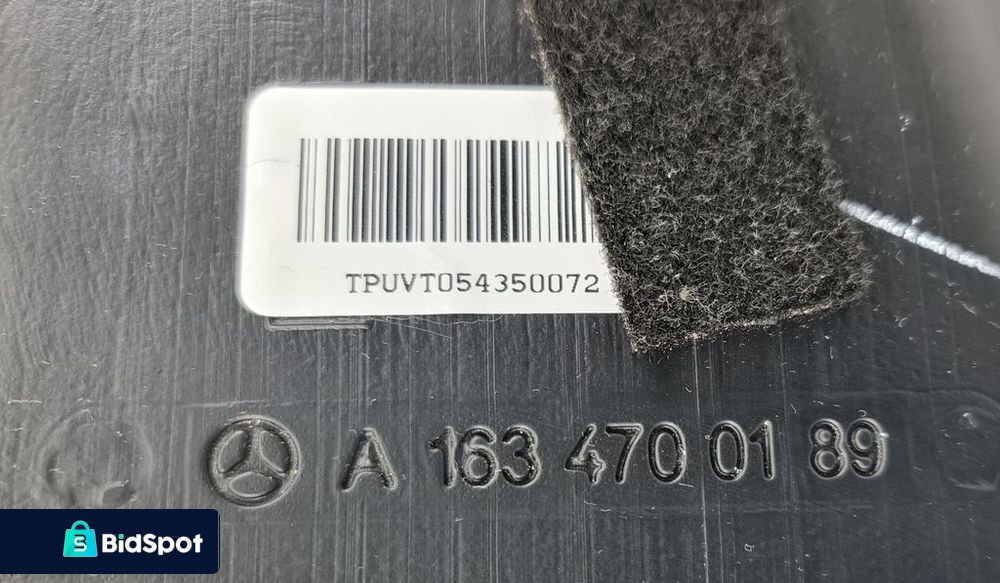 TPUVT054350072
A 163 470 01 89
BidSpot